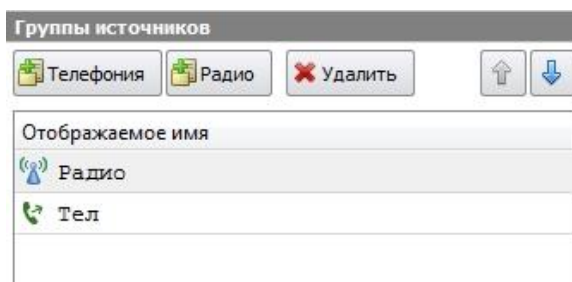 Группы источников
Телефония Радио Удалить
Отображаемое имя
Радио
Тел